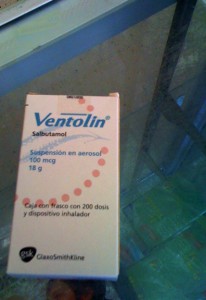 Ventolin®
Salbutamol
Suspensión en aerosol
100 mcg
18 g
Caja con frasco con 200 dosis
y dispositivo inhalador
gsk GlaxoSmithKline